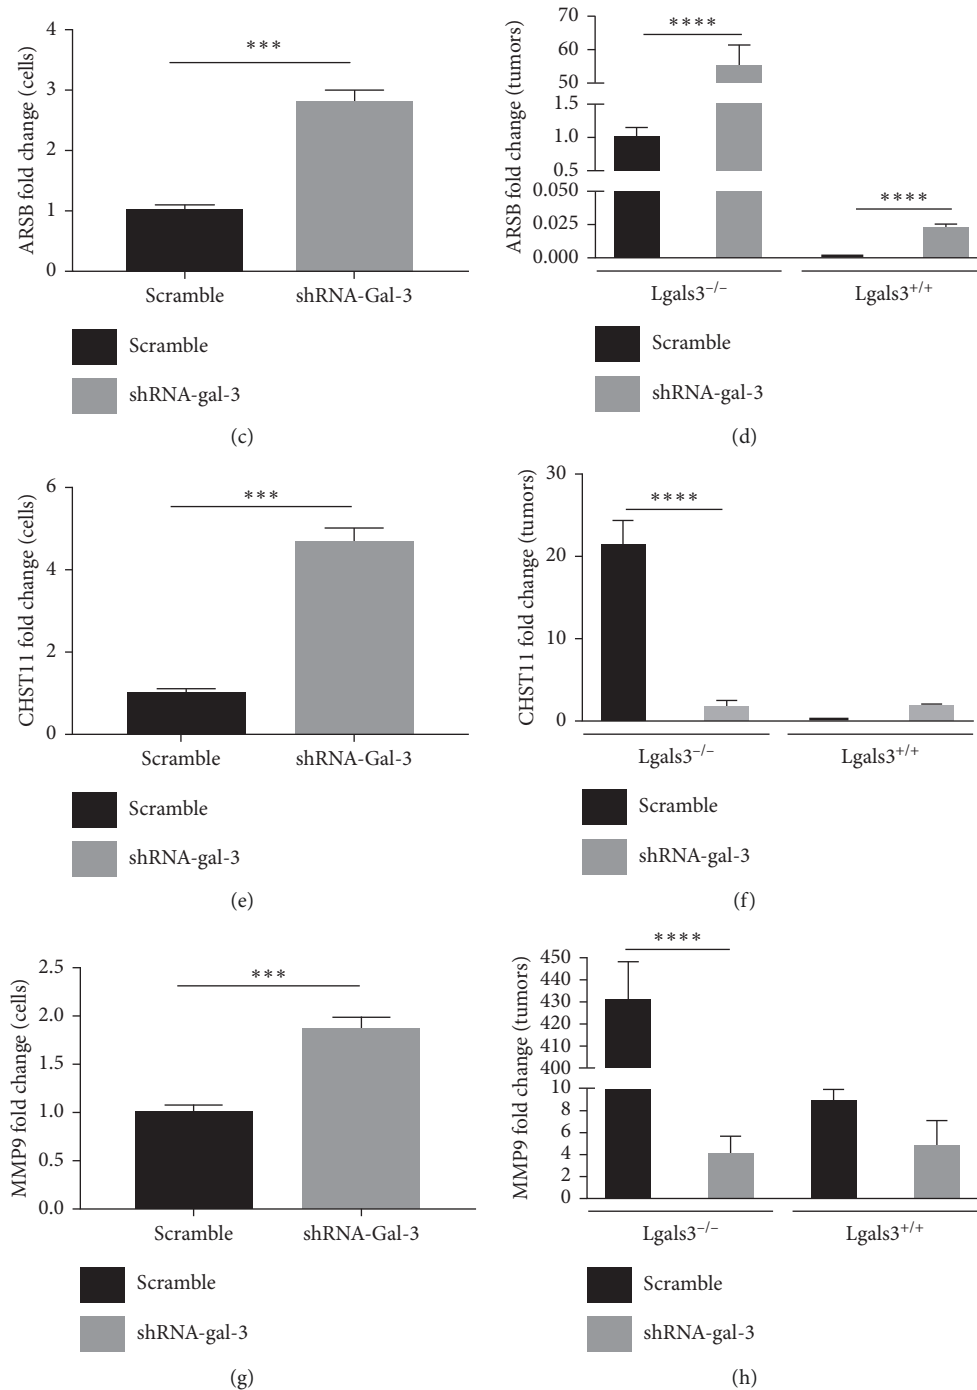 ARSB fold change (cells)
4
3
2
1
0
***
Scramble
shRNA-Gal-3
Scramble
shRNA-gal-3
(c)
ARSB fold change (tumors)
70
60
50
1.5
1.0
0.5
0.050
0.025
0.000
****
****
Lgals3−/−
Lgals3+/+
Scramble
shRNA-gal-3
(d)
CHST11 fold change (cells)
6
4
2
0
***
Scramble
shRNA-Gal-3
Scramble
shRNA-gal-3
(e)
CHST11 fold change (tumors)
30
20
10
0
****
Lgals3−/−
Lgals3+/+
Scramble
shRNA-gal-3
(f)
MMP9 fold change (cells)
2.5
2.0
1.5
1.0
0.5
0.0
***
Scramble
shRNA-Gal-3
Scramble
shRNA-gal-3
(g)
MMP9 fold change (tumors)
450
440
430
420
410
400
10
8
6
4
2
0
****
Lgals3−/−
Lgals3+/+
Scramble
shRNA-gal-3
(h)